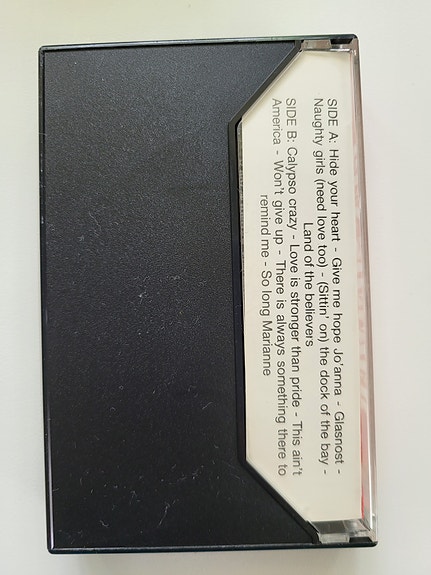 SIDE A: Hide your heart - Give me hope Jo'anna - Glasnost -
Naughty girls (need love too) - (Sittin' on) the dock of the bay -
Land of the believers
SIDE B: Calypso crazy - Love is stronger than pride - This ain't
America - Won't give up - There is always something there to
remind me - So long Marianne